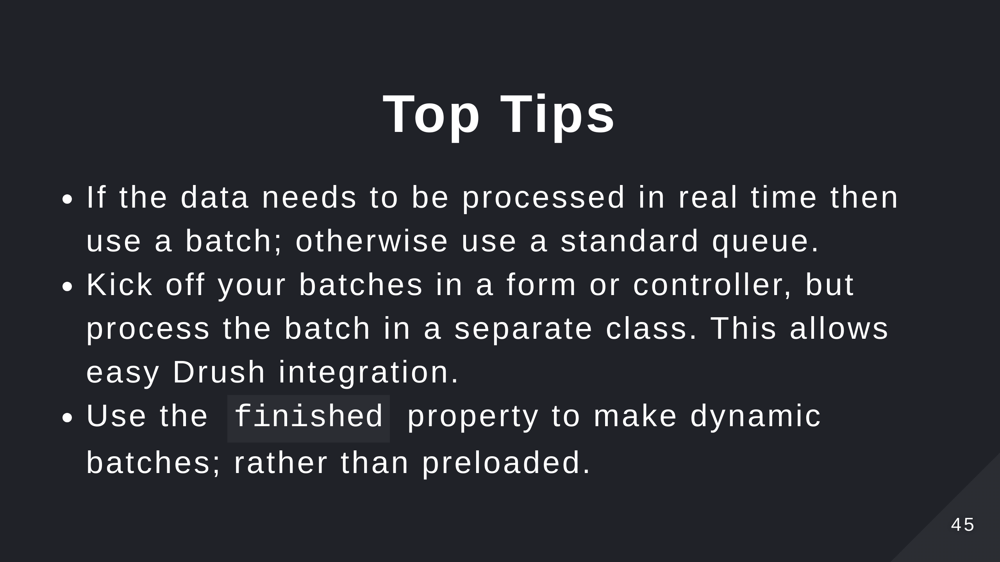 Top Tips
• If the data needs to be processed in real time then
use a batch; otherwise use a standard queue.
• Kick off your batches in a form or controller, but
process the batch in a separate class. This allows
easy Drush integration.
• Use the finished property to make dynamic
batches; rather than preloaded.
45